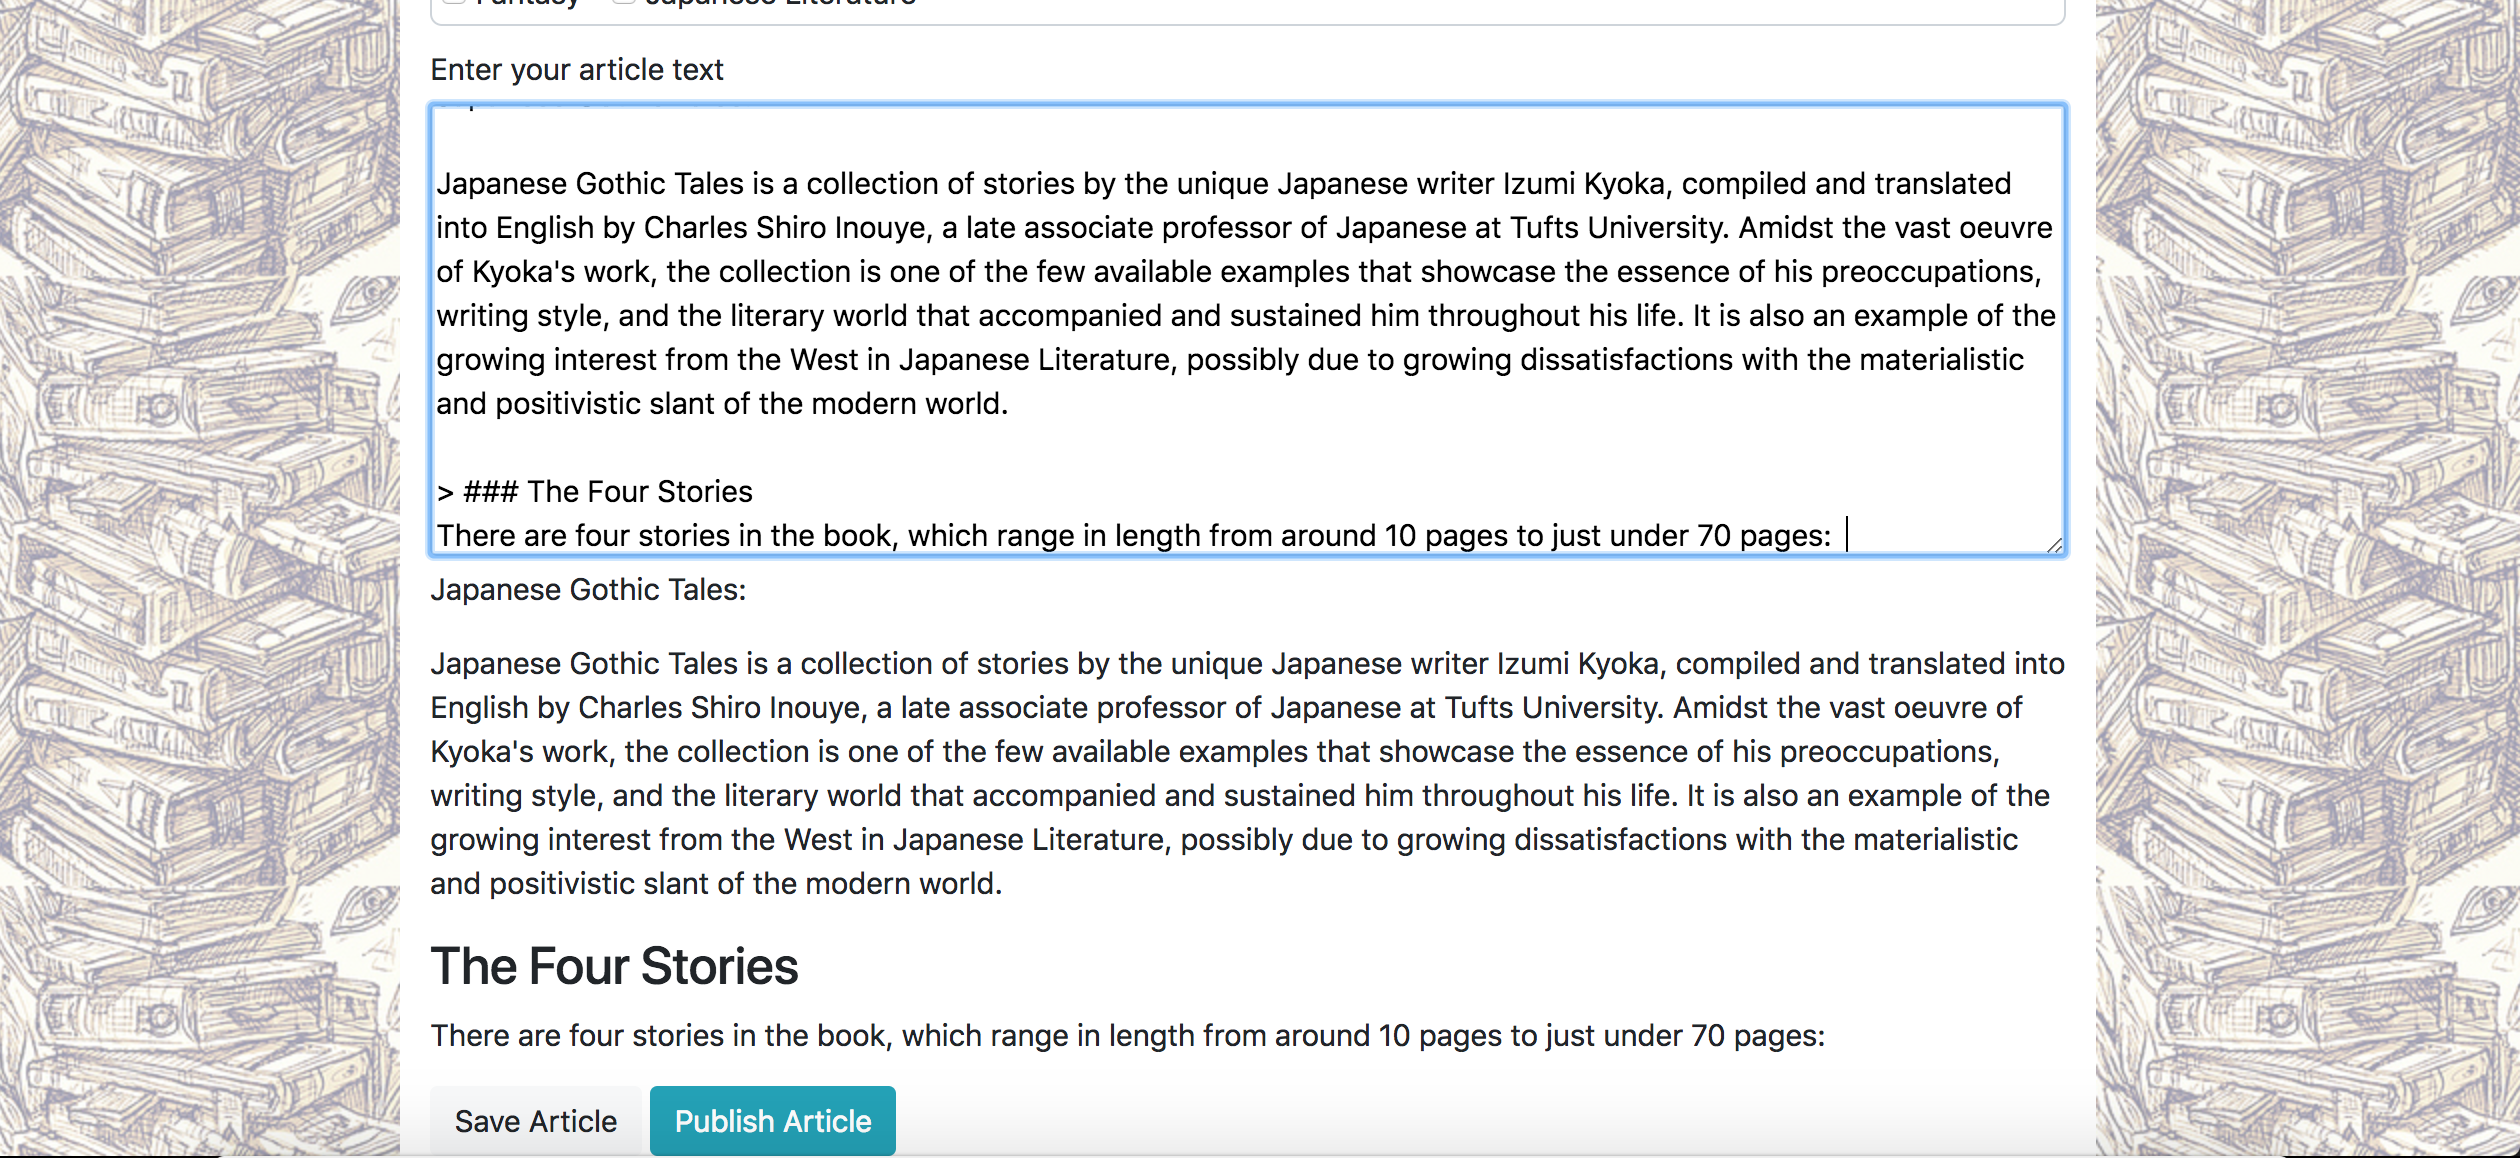 Fantasy Japanese Literature
Enter your article text
Japanese Gothic Tales is a collection of stories by the unique Japanese writer Izumi Kyoka, compiled and translated
into English by Charles Shiro Inouye, a late associate professor of Japanese at Tufts University. Amidst the vast oeuvre
of Kyoka's work, the collection is one of the few available examples that showcase the essence of his preoccupations,
writing style, and the literary world that accompanied and sustained him throughout his life. It is also an example of the
growing interest from the West in Japanese Literature, possibly due to growing dissatisfactions with the materialistic
and positivistic slant of the modern world.
> ### The Four Stories
There are four stories in the book, which range in length from around 10 pages to just under 70 pages:
Japanese Gothic Tales:
Japanese Gothic Tales is a collection of stories by the unique Japanese writer Izumi Kyoka, compiled and translated into
English by Charles Shiro Inouye, a late associate professor of Japanese at Tufts University. Amidst the vast oeuvre of
Kyoka's work, the collection is one of the few available examples that showcase the essence of his preoccupations,
writing style, and the literary world that accompanied and sustained him throughout his life. It is also an example of the
growing interest from the West in Japanese Literature, possibly due to growing dissatisfactions with the materialistic
and positivistic slant of the modern world.
The Four Stories
There are four stories in the book, which range in length from around 10 pages to just under 70 pages:
Save Article
Publish Article